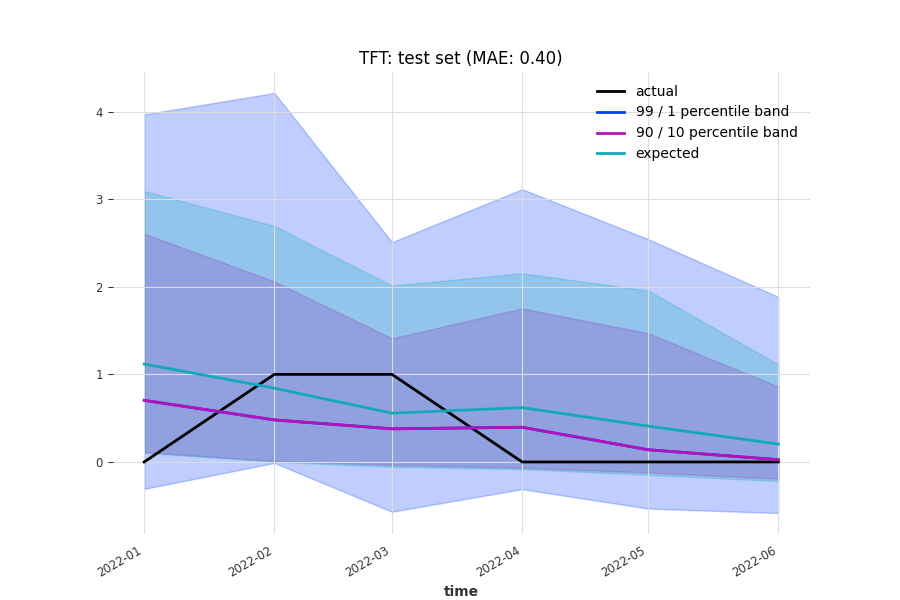 TFT: test set (MAE: 0.40)
actual
99 / 1 percentile band
90 / 10 percentile band
expected
4
3
2
1
0
2022-01
2022-02
2022-03
2022-04
2022-05
2022-06
time